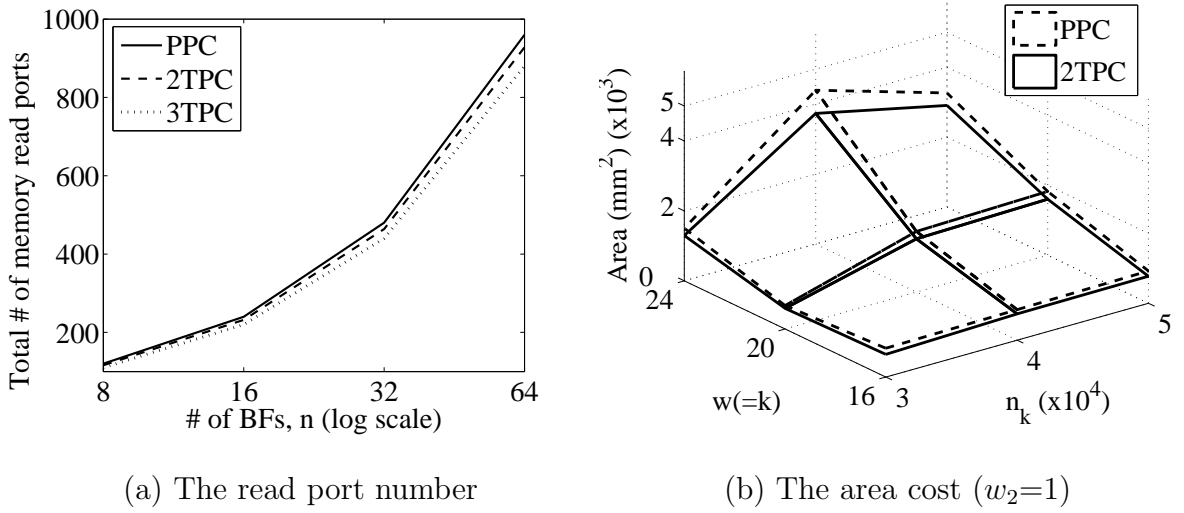 1000
800
600
400
200
8
16
32
64
Total # of memory read ports
# of BFs, n (log scale)
PPC
2TPC
3TPC
PPC
2TPC
5
4
2
0
Area (mm²) (x10³)
24
20
16
w(=k)
3
4
5
n_k (x10⁴)
(a) The read port number
(b) The area cost (w₂=1)